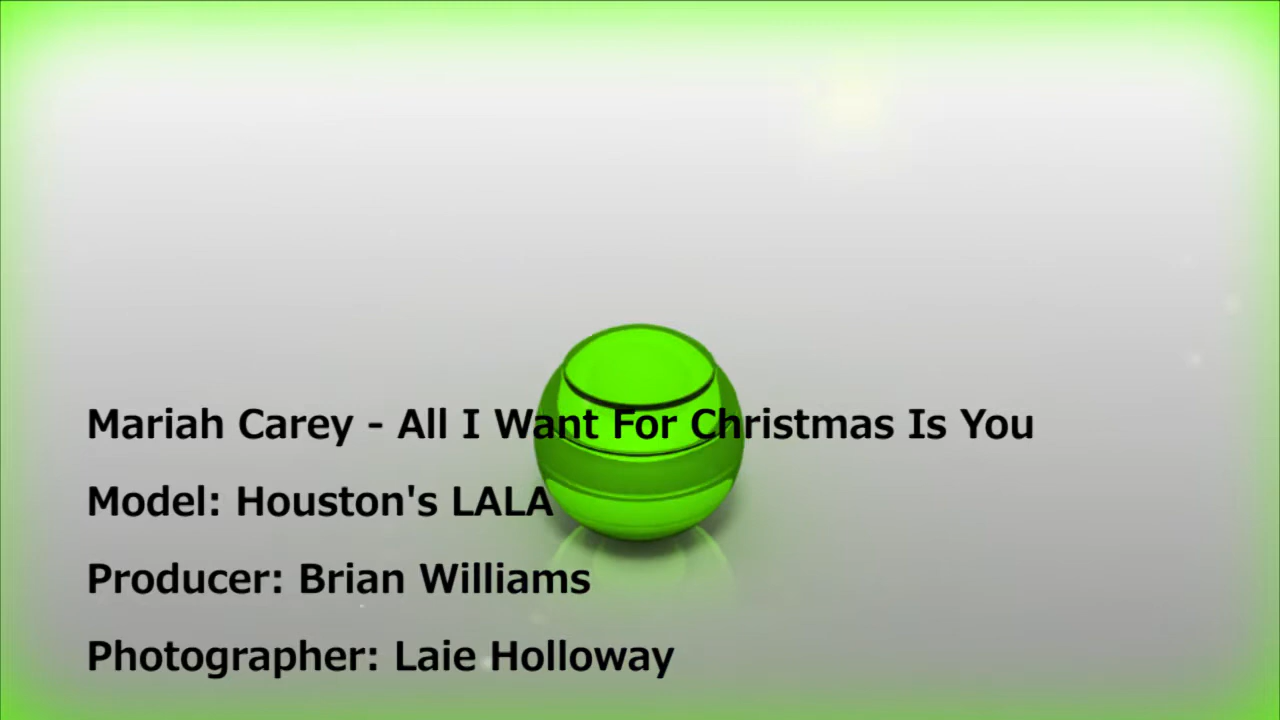 Mariah Carey - All I Want For Christmas Is You
Model: Houston's LALA
Producer: Brian Williams
Photographer: Laie Holloway